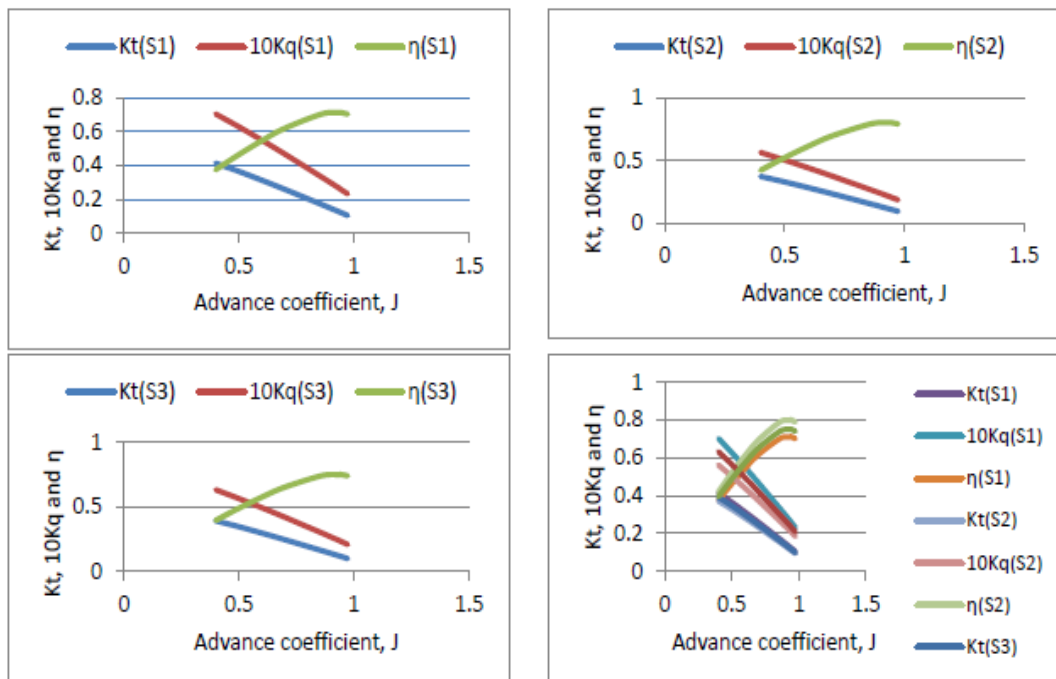 Kt(S1) 10Kq(S1) η(S1)
Kt, 10Kq and η
0.8
0.6
0.4
0.2
0
0 0.5 1 1.5
Advance coefficient, J
Kt(S2) 10Kq(S2) η(S2)
Kt, 10Kq and η
1
0.5
0
0 0.5 1 1.5
Advance coefficient, J
Kt(S3) 10Kq(S3) η(S3)
Kt, 10Kq and η
1
0.5
0
0 0.5 1 1.5
Advance coefficient, J
Kt, 10Kq and η
1
0.8
0.6
0.4
0.2
0
0 0.5 1 1.5
Advance coefficient, J
Kt(S1)
10Kq(S1)
η(S1)
Kt(S2)
10Kq(S2)
η(S2)
Kt(S3)